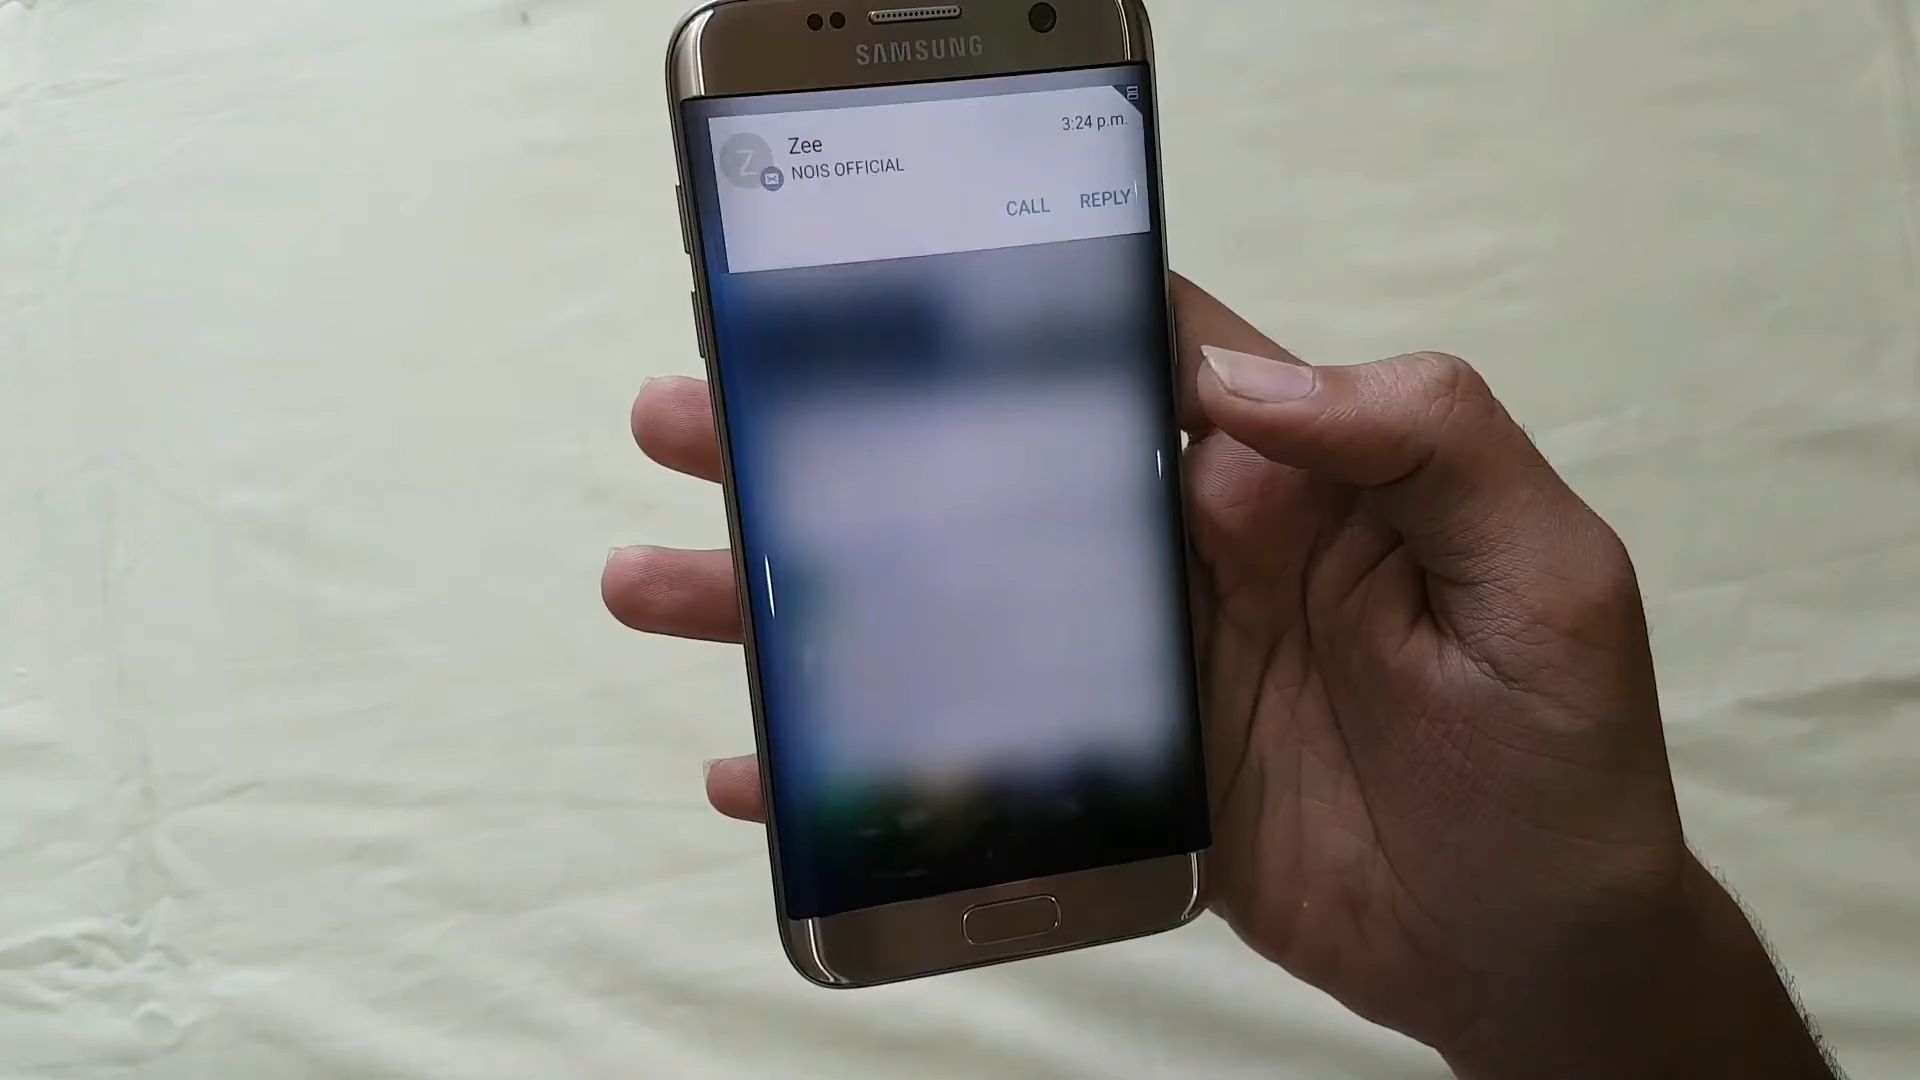 SAMSUNG
3:24 p.m.
Z
Zee
NOIS OFFICIAL
CALL REPLY